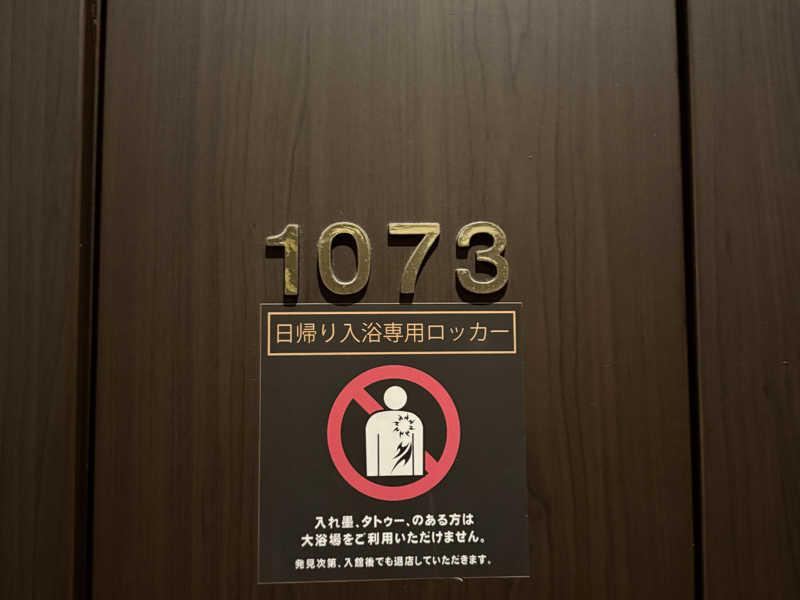 1073
日帰り入浴専用ロッカー
入れ墨、タトゥー、のある方は
大浴場をご利用いただけません。
発見次第、入館後でも退店していただきます。